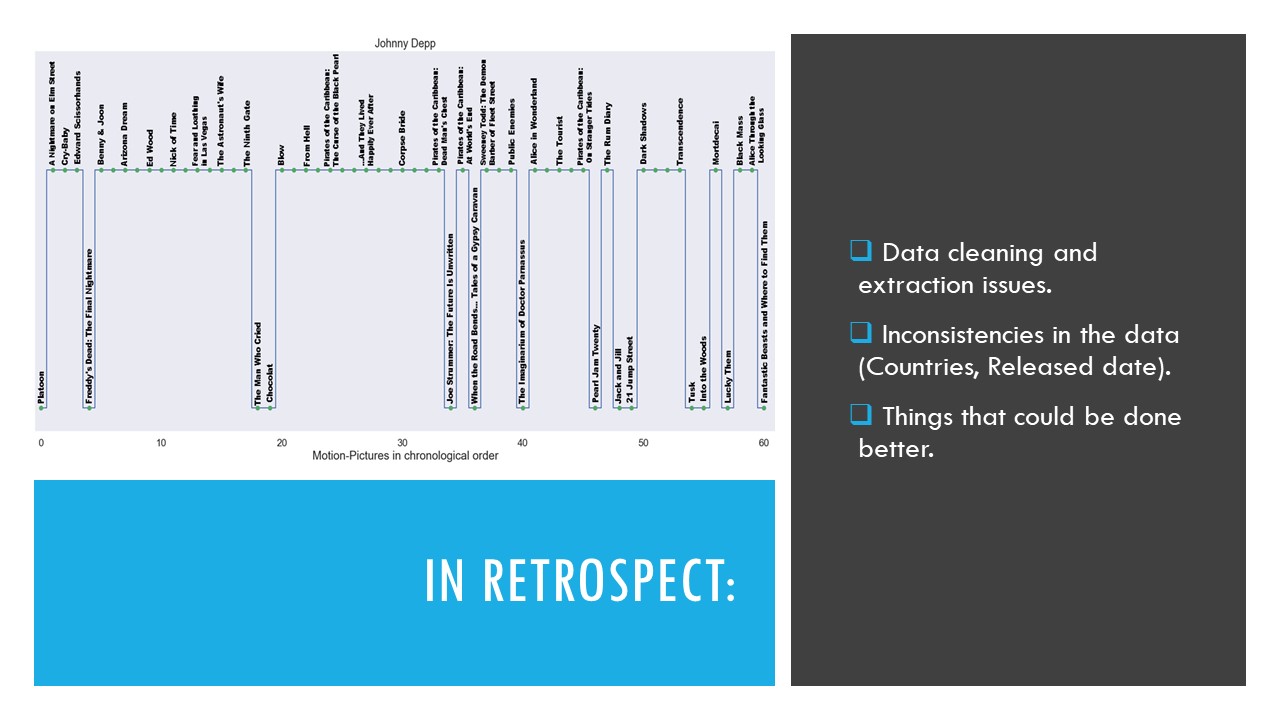 Johnny Depp
A Nightmare on Elm Street
Cry-Baby
Edward Scissorhands
Benny & Joon
Arizona Dream
Ed Wood
Nick of Time
Fear and Loathing
in Las Vegas
The Astronaut's Wife
The Ninth Gate
Blow
From Hell
Pirates of the Caribbean:
The Curse of the Black Pearl
...And They Lived
Happily Ever After
Corpse Bride
Pirates of the Caribbean:
Dead Man's Chest
Pirates of the Caribbean:
At World's End
Sweeney Todd: The Demon
Barber of Fleet Street
Public Enemies
Alice in Wonderland
The Tourist
Pirates of the Caribbean:
On Stranger Tides
The Rum Diary
Dark Shadows
Transcendence
Mortdecai
Black Mass
Alice Through the
Looking Glass
Platoon
Freddy's Dead: The Final Nightmare
The Man Who Cried
Chocolat
Joe Strummer: The Future Is Unwritten
When the Road Bends... Tales of a Gypsy Caravan
The Imaginarium of Doctor Parnassus
Pearl Jam Twenty
Jack and Jill
21 Jump Street
Tusk
Into the Woods
Lucky Them
Fantastic Beasts and Where to Find Them
0 10 20 30 40 50 60
Motion-Pictures in chronological order
IN RETROSPECT:
Data cleaning and
extraction issues.
Inconsistencies in the data
(Countries, Released date).
Things that could be done
better.